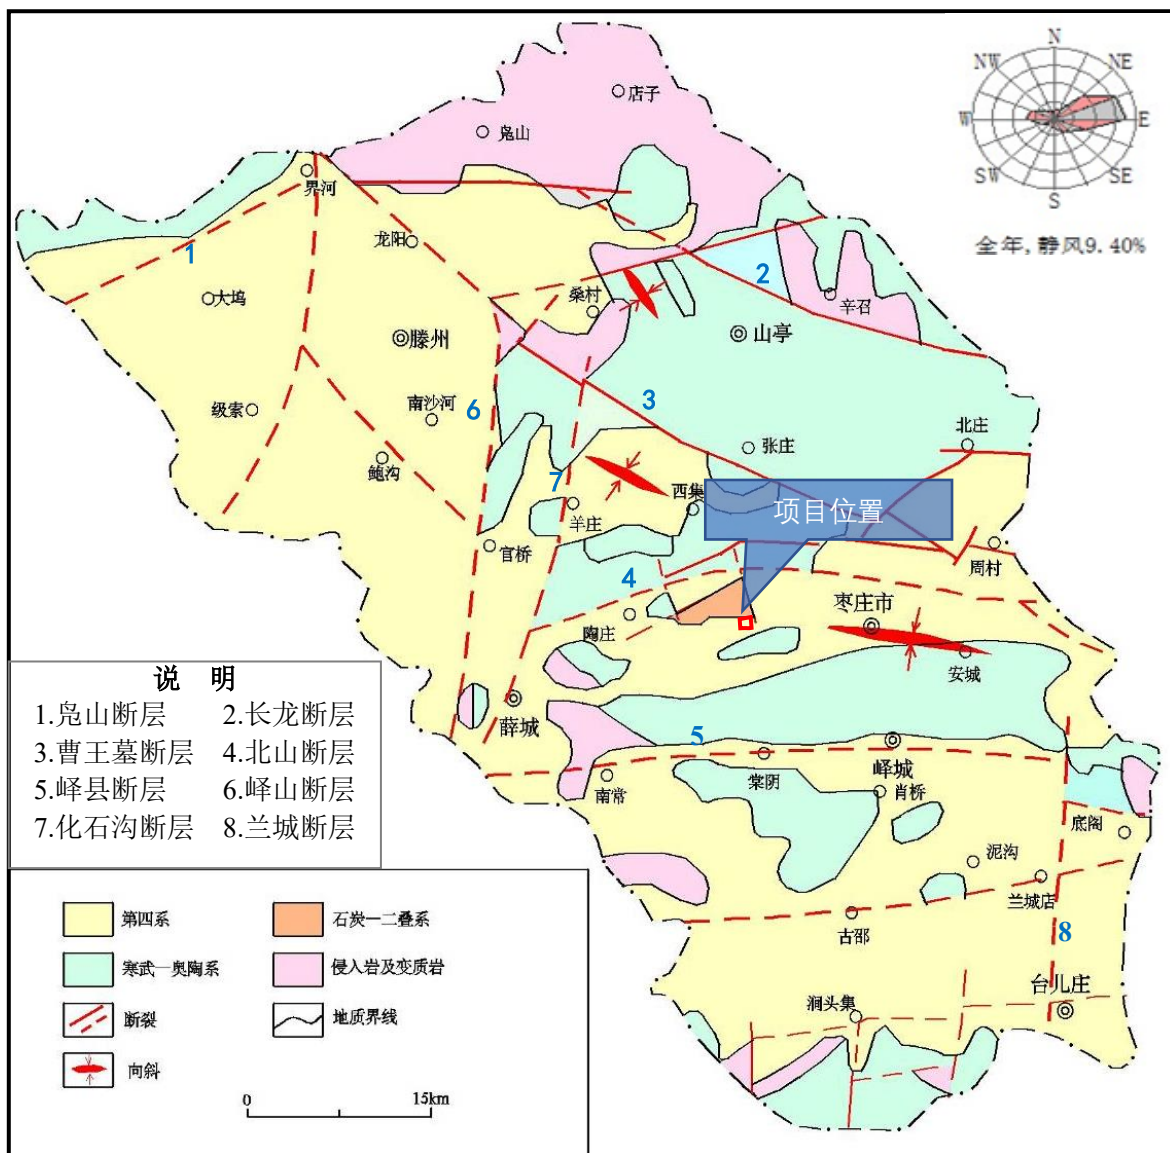 N
NW
NE
W
E
SW
SE
S
全年,静风9.40%
店子
凫山
界河
龙阳
1
2
大坞
桑村
辛召
滕州
山亭
级索
南沙河
6
3
鲍沟
张庄
北庄
7
西集
羊庄
项目位置
官桥
周村
4
陶庄
枣庄市
安城
薛城
5
峄城
南常
棠阴
肖桥
底阁
泥沟
兰城店
古邵
8
台儿庄
涧头集
说 明
1.凫山断层 2.长龙断层
3.曹王墓断层 4.北山断层
5.峄县断层 6.峄山断层
7.化石沟断层 8.兰城断层
第四系 石炭一二叠系
寒武一奥陶系 侵入岩及变质岩
断裂 地质界线
向斜
0 15km